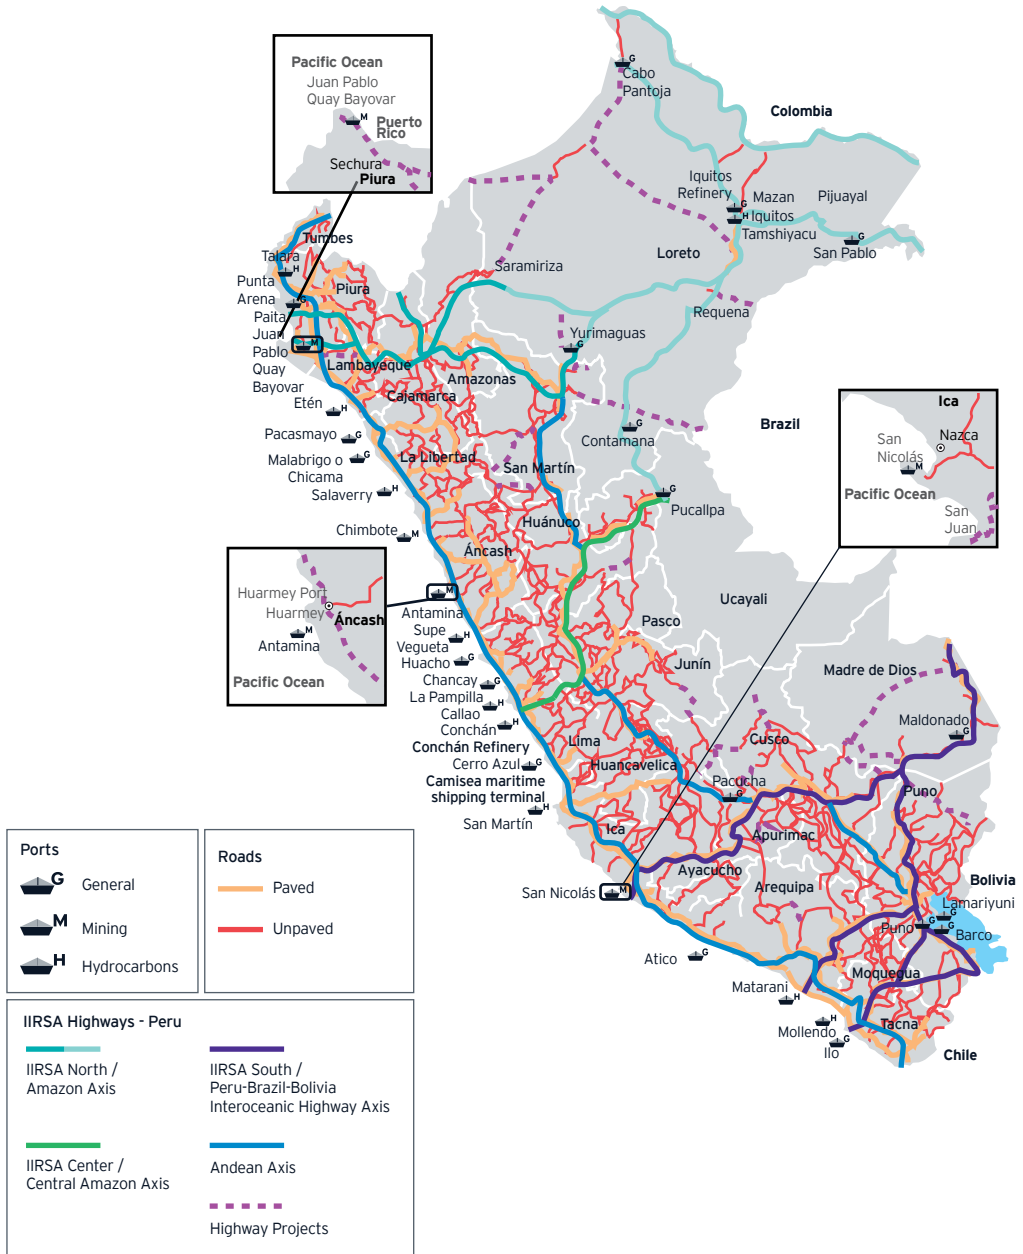 Pacific Ocean
Juan Pablo
Quay Bayovar
M
Puerto
Rico
Sechura
Piura
G
Cabo
Pantoja
Colombia
Iquitos
Refinery
G
Mazan
H
Iquitos
Tamshiyacu
Pijuayal
G
San Pablo
Loreto
Saramiriza
Requena
Tumbes
Talara
H
Punta
Arena
G
Piura
Paita
Juan
Pablo
M
Quay
Bayovar
Lambayeque
Yurimaguas
G
Amazonas
Cajamarca
Etén
H
Pacasmayo
G
Malabrigo o
Chicama
G
Salaverry
H
La Libertad
San Martín
Contamana
G
Brazil
Ica
San
Nicolás
M
Nazca
Pacific Ocean
San
Juan
G
Pucallpa
Chimbote
M
Huánuco
Áncash
Huarmey Port
Huarmey
Áncash
M
Antamina
Pacific Ocean
M
Antamina
Supe
H
Vegueta
Huacho
G
Chancay
G
La Pampilla
H
Callao
Conchán
H
Conchán Refinery
Cerro Azul
G
Camisea maritime
shipping terminal
H
San Martín
Ucayali
Pasco
Junín
Madre de Dios
Maldonado
G
Lima
Huancavelica
Cusco
Pacucha
G
Puno
Ica
Apurimac
Ayacucho
Arequipa
San Nicolás
M
Bolivia
Lamariyuni
G
Puno
G
G
Barco
Atico
G
Moquegua
Matarani
H
Mollendo
H
Ilo
G
Tacna
Chile
Ports
G
General
M
Mining
H
Hydrocarbons
Roads
Paved
Unpaved
IIRSA Highways - Peru
IIRSA North /
Amazon Axis
IIRSA South /
Peru-Brazil-Bolivia
Interoceanic Highway Axis
IIRSA Center /
Central Amazon Axis
Andean Axis
Highway Projects